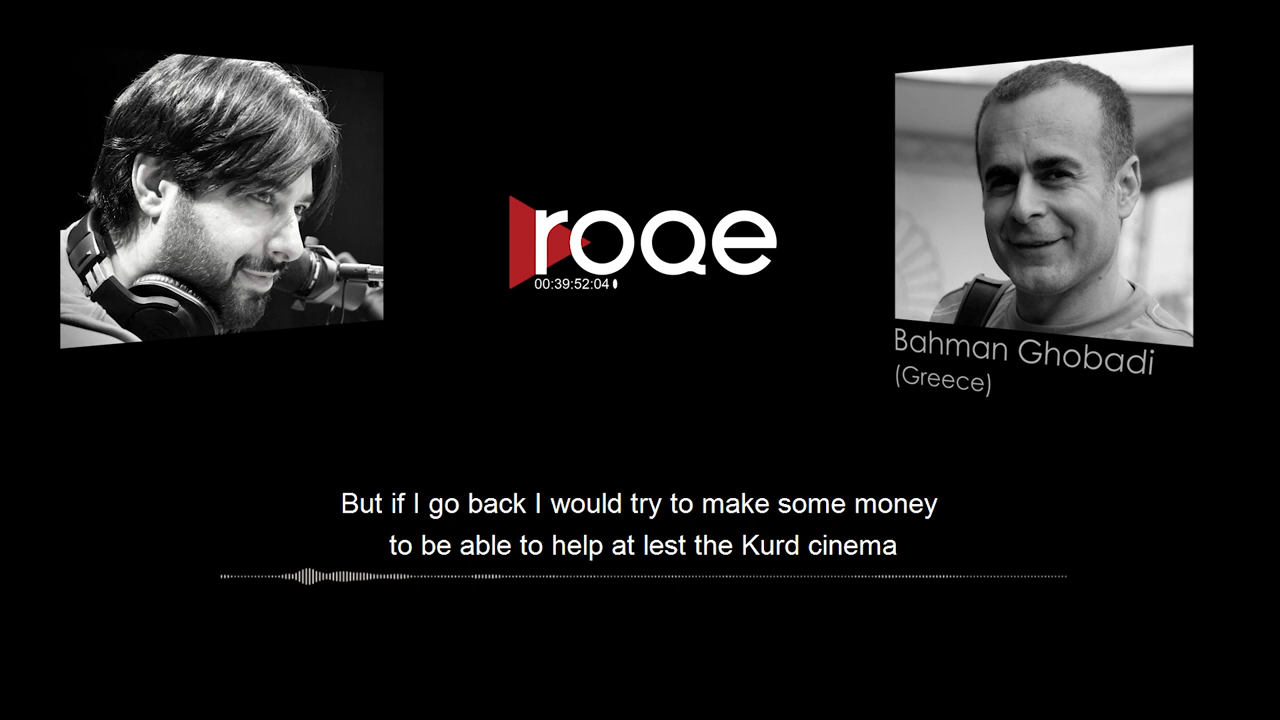 roqe
00:39:52:04
Bahman Ghobadi
(Greece)
But if I go back I would try to make some money
to be able to help at lest the Kurd cinema